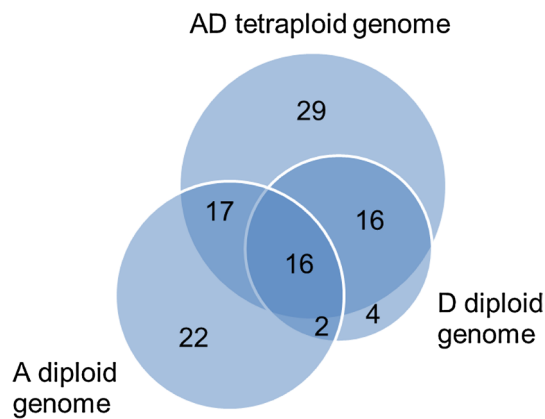 AD tetraploid genome
29
17
16
16
D diploid
genome
4
2
22
A diploid
genome